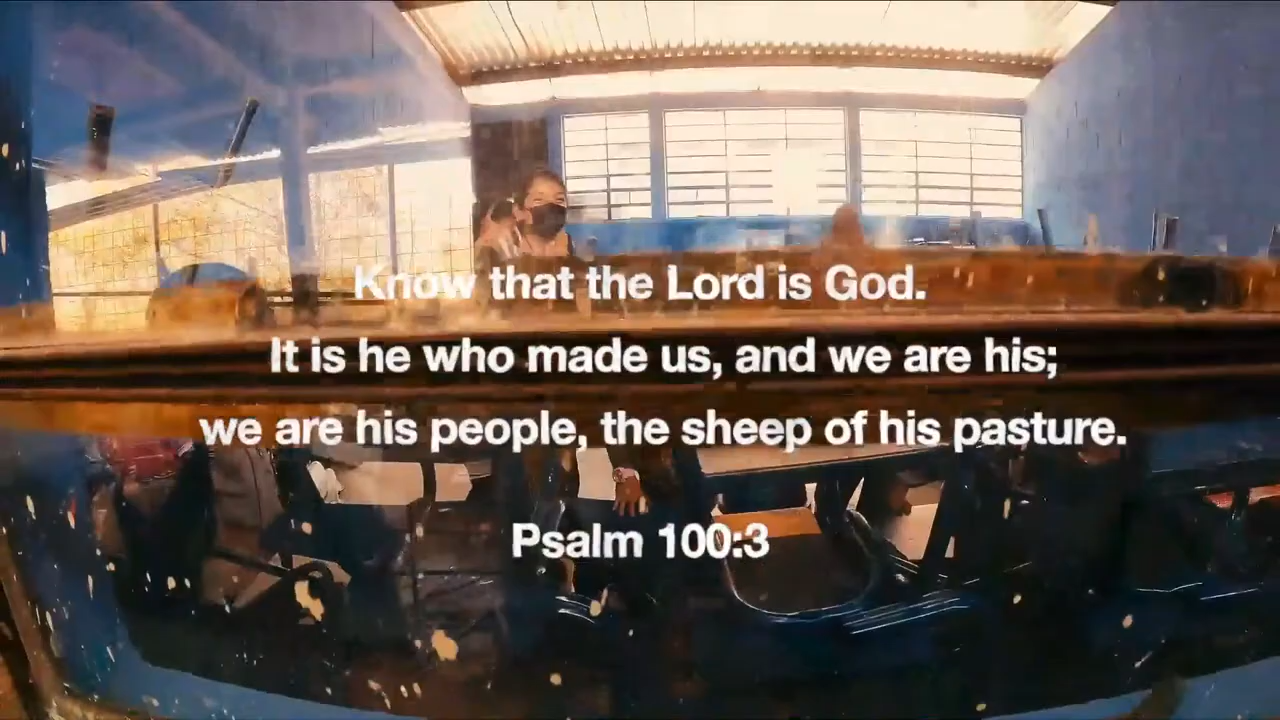 Know that the Lord is God.
It is he who made us, and we are his;
we are his people, the sheep of his pasture.
Psalm 100:3